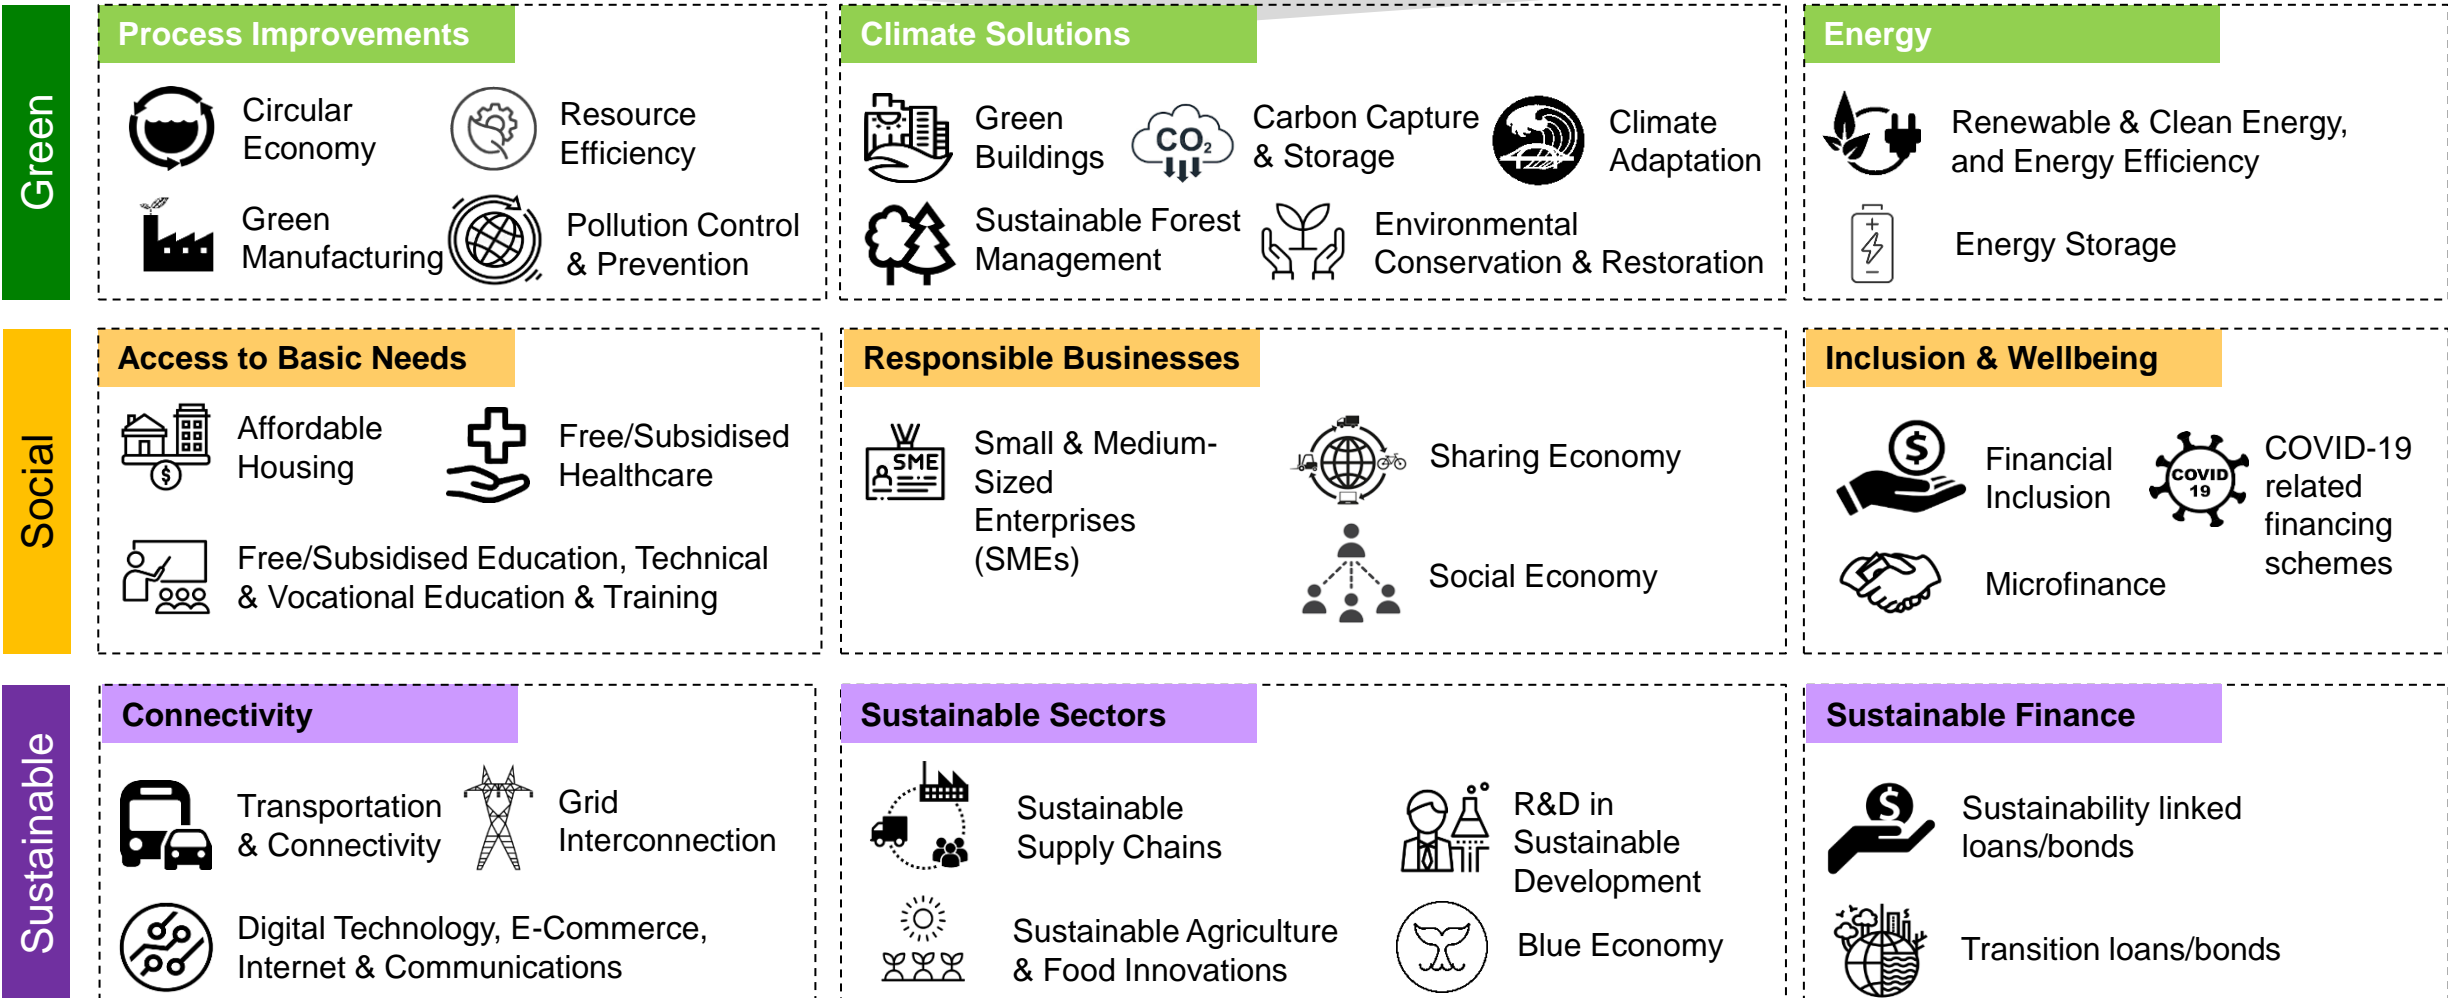 Green
Process Improvements
Circular
Economy
Resource
Efficiency
Green
Manufacturing
Pollution Control
& Prevention
Climate Solutions
Green
Buildings
CO₂
Carbon Capture
& Storage
Climate
Adaptation
Sustainable Forest
Management
Environmental
Conservation & Restoration
Energy
Renewable & Clean Energy,
and Energy Efficiency
Energy Storage
Social
Access to Basic Needs
$
Affordable
Housing
Free/Subsidised
Healthcare
Free/Subsidised Education, Technical
& Vocational Education & Training
Responsible Businesses
SME
Small & Medium-
Sized
Enterprises
(SMEs)
Sharing Economy
Social Economy
Inclusion & Wellbeing
$
Financial
Inclusion
COVID
19
COVID-19
related
financing
schemes
Microfinance
Sustainable
Connectivity
Transportation
& Connectivity
Grid
Interconnection
Digital Technology, E-Commerce,
Internet & Communications
Sustainable Sectors
Sustainable
Supply Chains
R&D in
Sustainable
Development
Sustainable Agriculture
& Food Innovations
Blue Economy
Sustainable Finance
$
Sustainability linked
loans/bonds
Transition loans/bonds